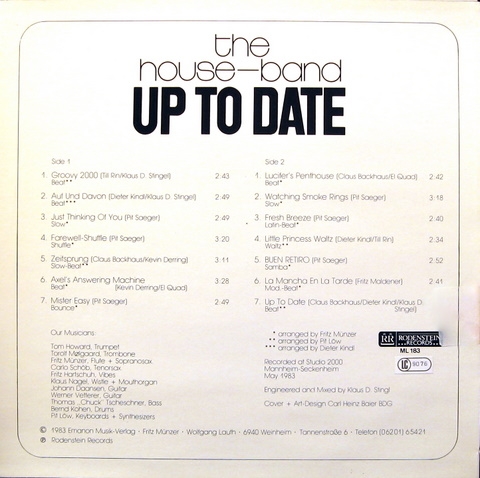 the
house-band
UP TO DATE
Side 1
1. Groovy 2000 (Till Rin/Klaus D. Stingel) 2:43
Beat**
2. Auf Und Davon (Dieter Kindl/Klaus D. Stingel) 2:49
Beat***
3. Just Thinking Of You (Pit Saeger) 2:49
Slow*
4. Farewell-Shuffle (Pit Saeger) 3:20
Shuffle*
5. Zeitsprung (Claus Backhaus/Kevin Derring) 3:11
Slow-Beat**
6. Axel's Answering Machine 3:28
Beat* (Kevin Derring/El Quad)
7. Mister Easy (Pit Saeger) 2:49
Bounce*
Side 2
1. Lucifer's Penthouse (Claus Backhaus/El Quad) 2:42
Beat*
2. Watching Smoke Rings (Pit Saeger) 3:18
Slow*
3. Fresh Breeze (Pit Saeger) 2:40
Latin-Beat*
4. Little Princess Waltz (Dieter Kindl/Till Rin) 2:34
Waltz**
5. BUEN RETIRO (Pit Saeger) 2:52
Samba*
6. La Mancha En La Tarde (Fritz Maldener) 2:41
Mod.-Beat*
7. Up To Date (Claus Backhaus/Dieter Kindl/Klaus D.
Beat** Stingel)
Our Musicians:
Tom Howard, Trumpet
Torolf Mølgaard, Trombone
Fritz Münzer, Flute + Sopranosax
Carlo Schöb, Tenorsax
Fritz Hartschuh, Vibes
Klaus Nagel, Wistle + Mouthorgan
Johann Daansen, Guitar
Werner Vetterer, Guitar
Thomas „Chuck" Tscheschner, Bass
Bernd Kohen, Drums
Pit Löw, Keyboards + Synthesizers
* arranged by Fritz Münzer
** arranged by Pit Löw
*** arranged by Dieter Kindl
Recorded at Studio 2000
Mannheim-Seckenheim
May 1983
Engineered and Mixed by Klaus D. Stingl
Cover + Art-Design Carl Heinz Baier BDG
RR RODENSTEIN
RECORDS
ML 183
LC 9076
© 1983 Emanon Musik-Verlag · Fritz Münzer · Wolfgang Lauth · 6940 Weinheim · Tannenstraße 6 · Telefon (06201) 65421
℗ Rodenstein Records